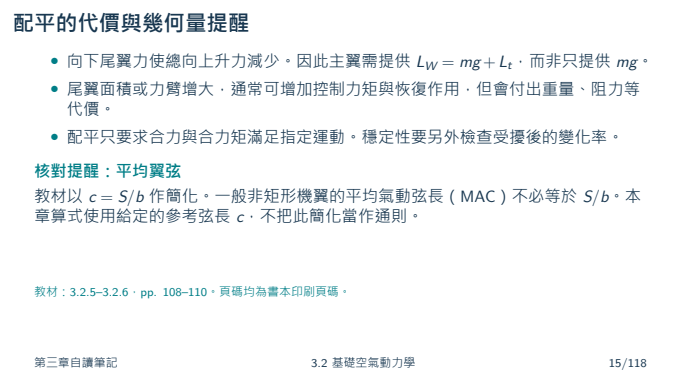 配平的代價與幾何量提醒
• 向下尾翼力使總向上升力減少。因此主翼需提供 L_W = mg + L_t，而非只提供 mg。
• 尾翼面積或力臂增大，通常可增加控制力矩與恢復作用，但會付出重量、阻力等
代價。
• 配平只要求合力與合力矩滿足指定運動。穩定性要另外檢查受擾後的變化率。
核對提醒：平均翼弦
教材以 c = S/b 作簡化。一般非矩形機翼的平均氣動弦長（MAC）不必等於 S/b。本
章算式使用給定的參考弦長 c，不把此簡化當作通則。
教材：3.2.5–3.2.6，pp. 108–110。頁碼均為書本印刷頁碼。
第三章自讀筆記 3.2 基礎空氣動力學 15/118